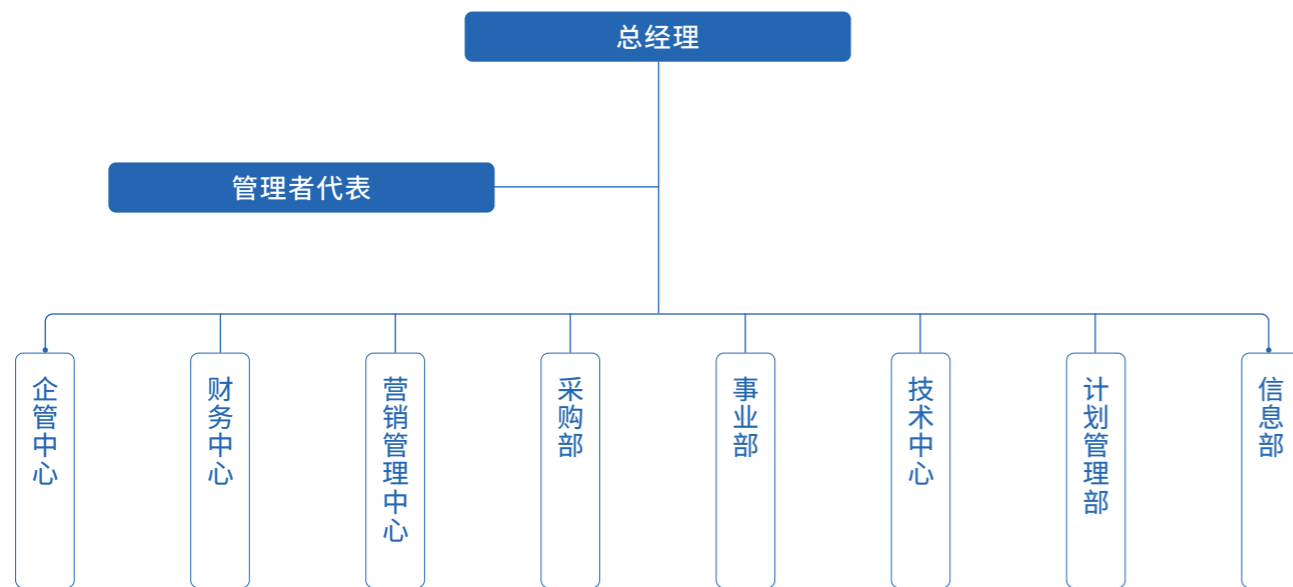 总经理
管理者代表
企管中心
财务中心
营销管理中心
采购部
事业部
技术中心
计划管理部
信息部